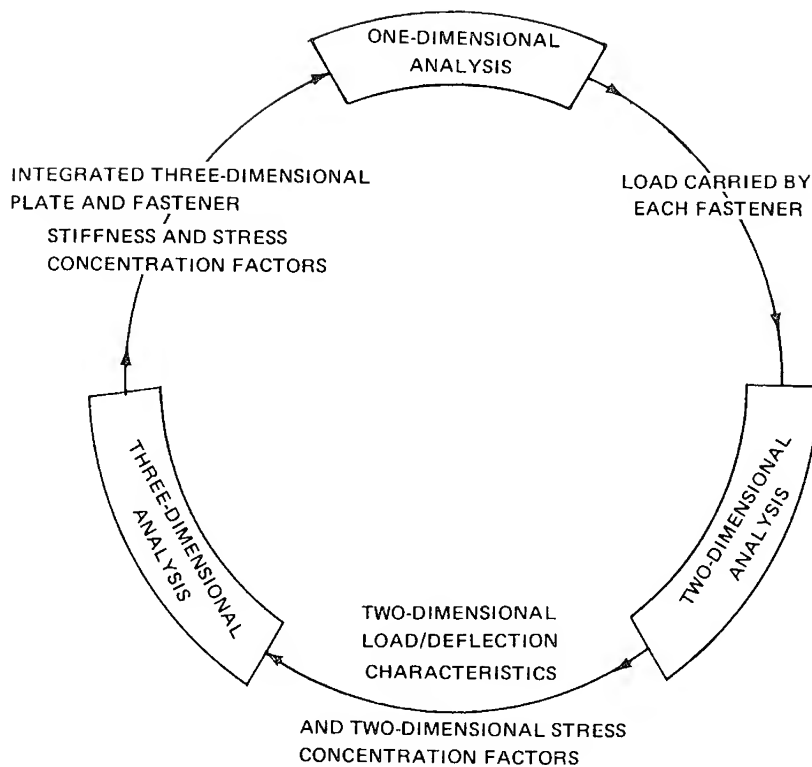 ONE-DIMENSIONAL
ANALYSIS
LOAD CARRIED BY
EACH FASTENER
TWO-DIMENSIONAL
ANALYSIS
TWO-DIMENSIONAL
LOAD/DEFLECTION
CHARACTERISTICS
AND TWO-DIMENSIONAL STRESS
CONCENTRATION FACTORS
THREE-DIMENSIONAL
ANALYSIS
INTEGRATED THREE-DIMENSIONAL
PLATE AND FASTENER
STIFFNESS AND STRESS
CONCENTRATION FACTORS